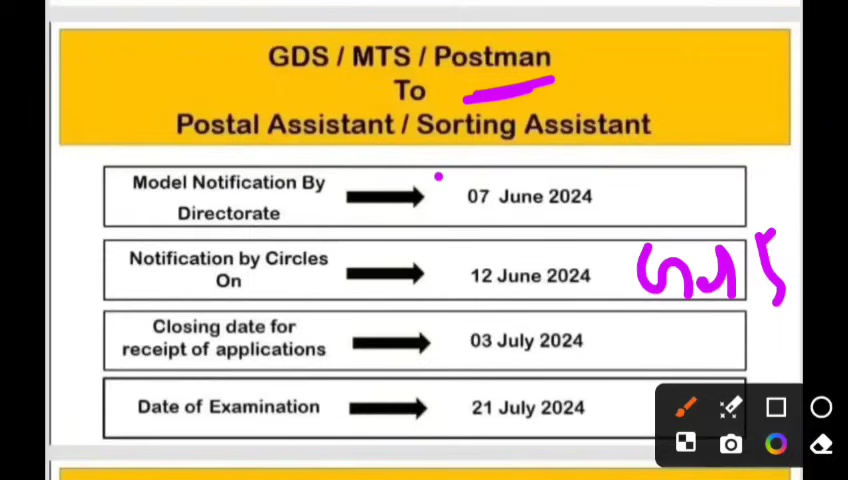 GDS / MTS / Postman
To
Postal Assistant / Sorting Assistant
Model Notification By
Directorate
07 June 2024
Notification by Circles
On
12 June 2024
Closing date for
receipt of applications
03 July 2024
Date of Examination
21 July 2024